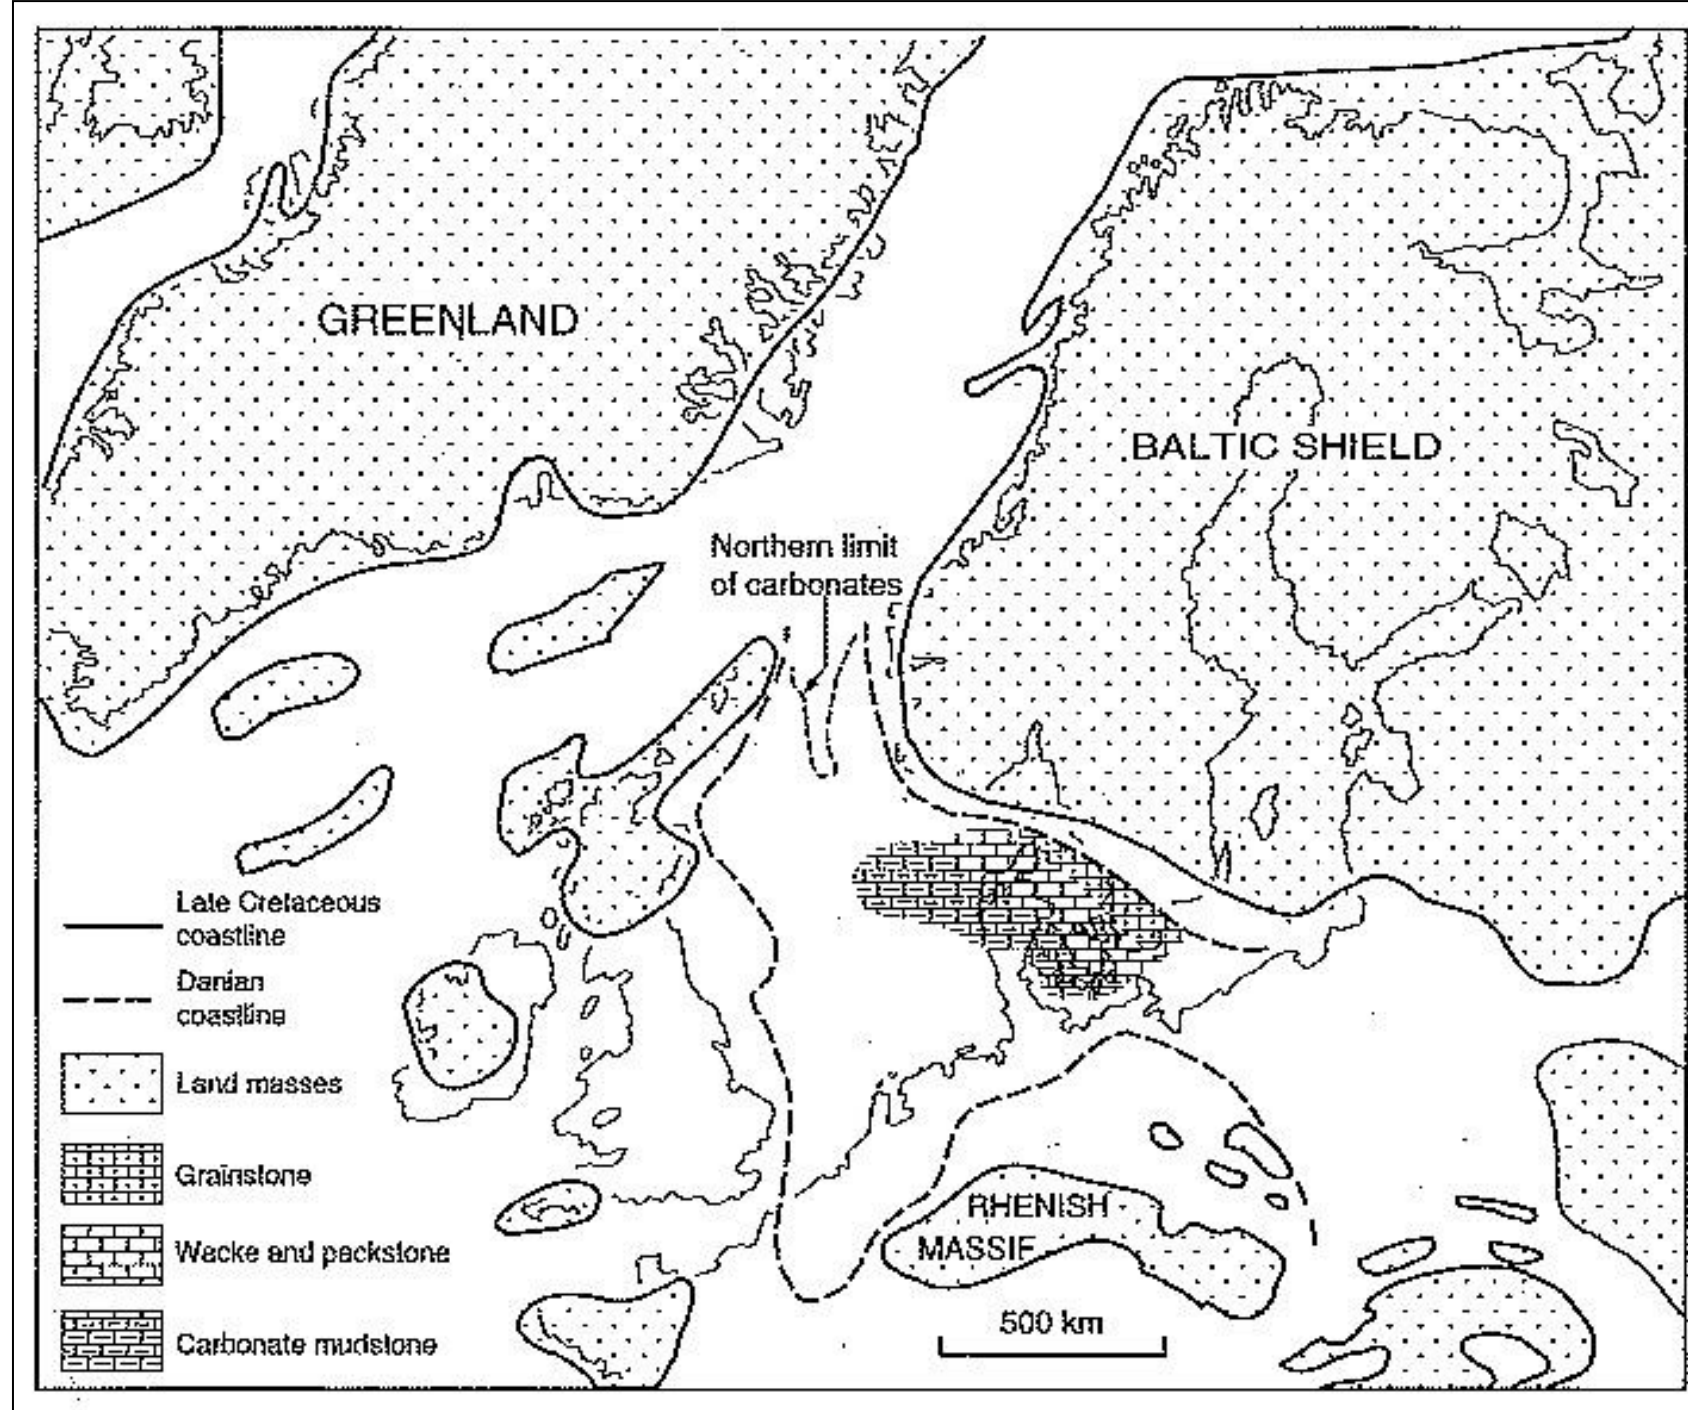 GREENLAND
BALTIC SHIELD
Northern limit
of carbonates
Late Cretaceous
coastline
Danian
coastline
Land masses
Grainstone
Wacke and packstone
Carbonate mudstone
RHENISH
MASSIF
500 km